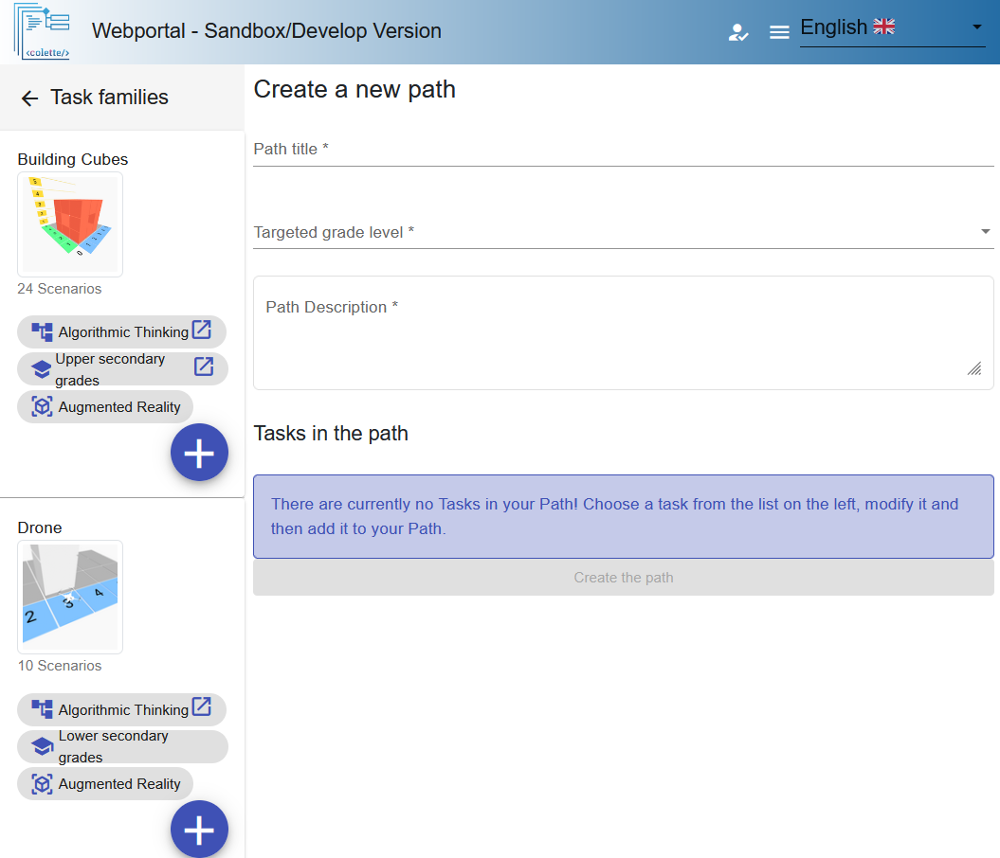 <colette/>
Webportal - Sandbox/Develop Version
English
Task families
Building Cubes
24 Scenarios
Algorithmic Thinking
Upper secondary
grades
Augmented Reality
Drone
2
3
4
10 Scenarios
Algorithmic Thinking
Lower secondary
grades
Augmented Reality
Create a new path
Path title *
Targeted grade level *
Path Description *
Tasks in the path
There are currently no Tasks in your Path! Choose a task from the list on the left, modify it and
then add it to your Path.
Create the path